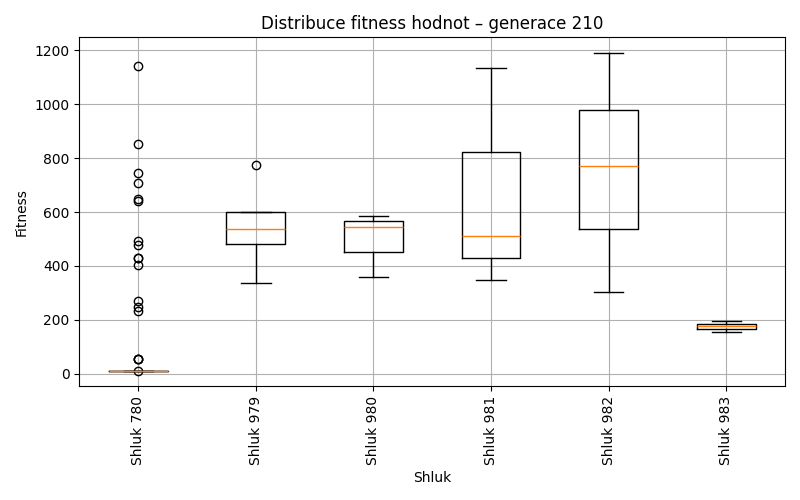 Distribuce fitness hodnot – generace 210
Fitness
1200
1000
800
600
400
200
0
Shluk 780
Shluk 979
Shluk 980
Shluk 981
Shluk 982
Shluk 983
Shluk